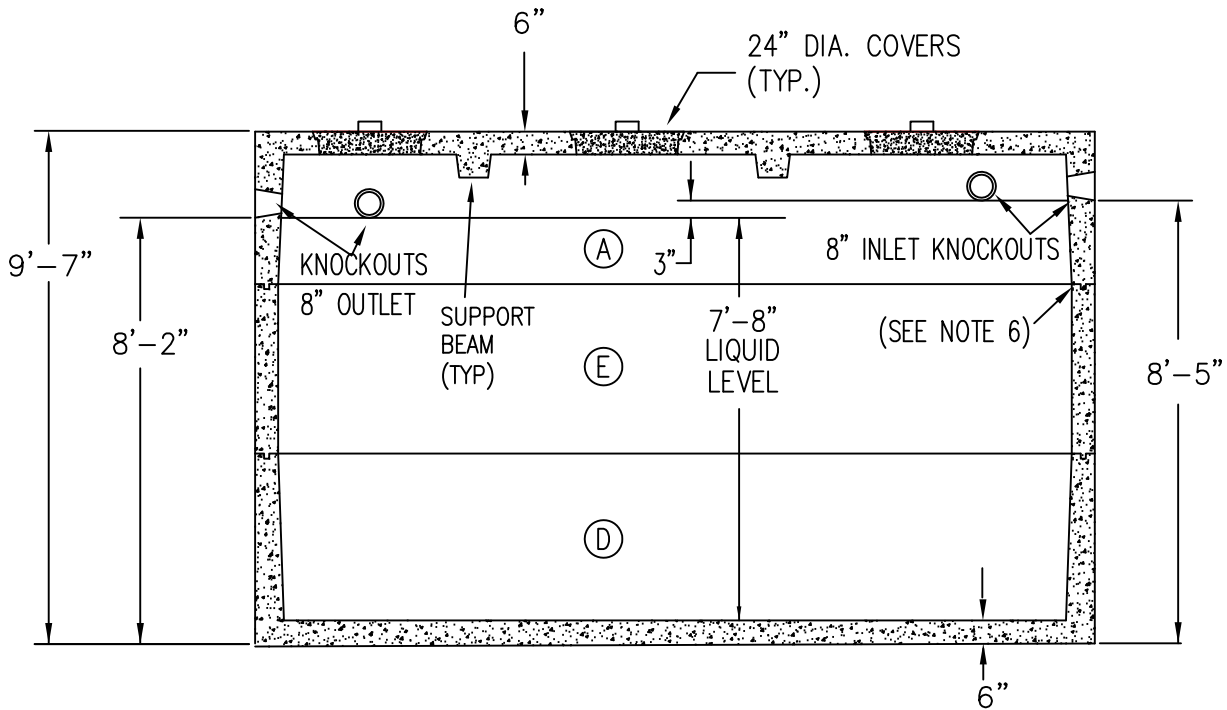 6”
24” DIA. COVERS
(TYP.)
9’-7”
8’-2”
KNOCKOUTS
8” OUTLET
SUPPORT
BEAM
(TYP)
A
3”
8” INLET KNOCKOUTS
7’-8”
LIQUID
LEVEL
(SEE NOTE 6)
E
8’-5”
D
6”